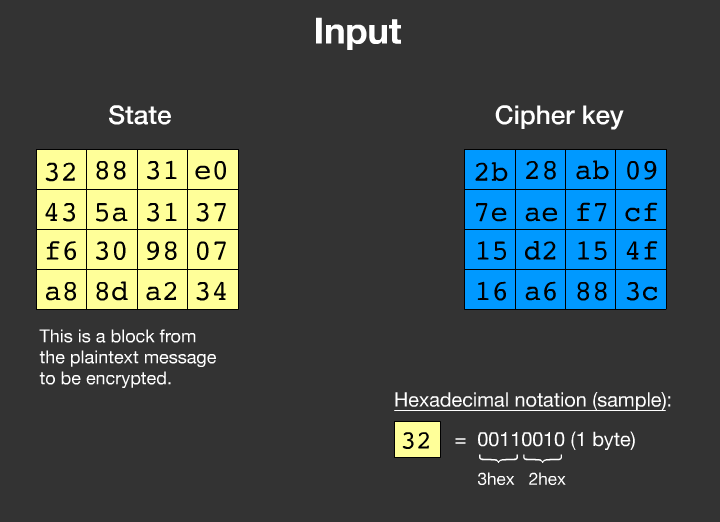 Input
State
Cipher key
32 88 31 e0
43 5a 31 37
f6 30 98 07
a8 8d a2 34
2b 28 ab 09
7e ae f7 cf
15 d2 15 4f
16 a6 88 3c
This is a block from
the plaintext message
to be encrypted.
Hexadecimal notation (sample):
32 = 00110010 (1 byte)
3hex 2hex